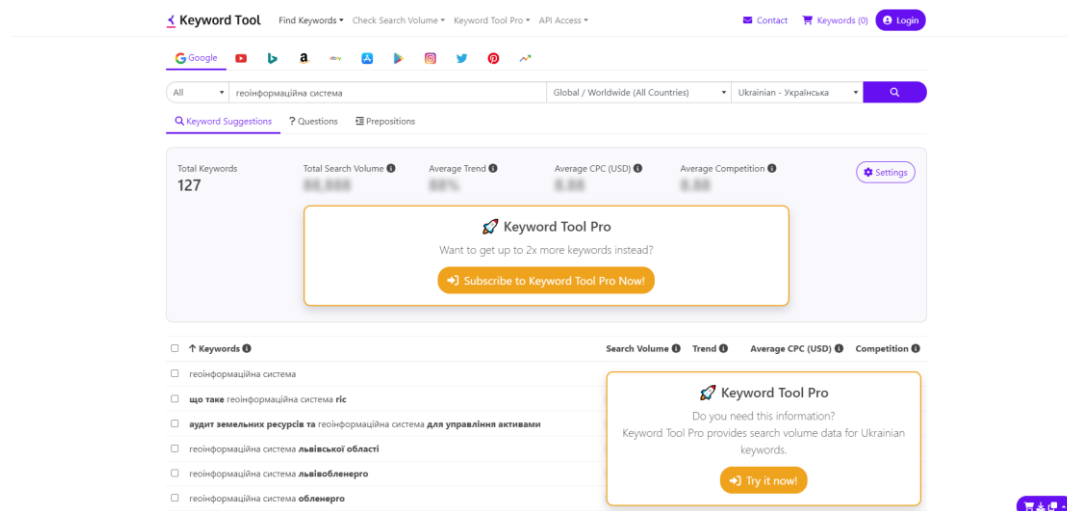 Keyword Tool Find Keywords Check Search Volume Keyword Tool Pro API Access Contact Keywords (0) Login
Google
All геоінформаційна система Global / Worldwide (All Countries) Ukrainian - Українська
Keyword Suggestions ? Questions Prepositions
Total Keywords Total Search Volume Average Trend Average CPC (USD) Average Competition Settings
127
Keyword Tool Pro
Want to get up to 2x more keywords instead?
Subscribe to Keyword Tool Pro Now!
Keywords Search Volume Trend Average CPC (USD) Competition
геоінформаційна система
що таке геоінформаційна система гіс
аудит земельних ресурсів та геоінформаційна система для управління активами
геоінформаційна система львівської області
геоінформаційна система львівобленерго
геоінформаційна система обленерго
Keyword Tool Pro
Do you need this information?
Keyword Tool Pro provides search volume data for Ukrainian
keywords.
Try it now!